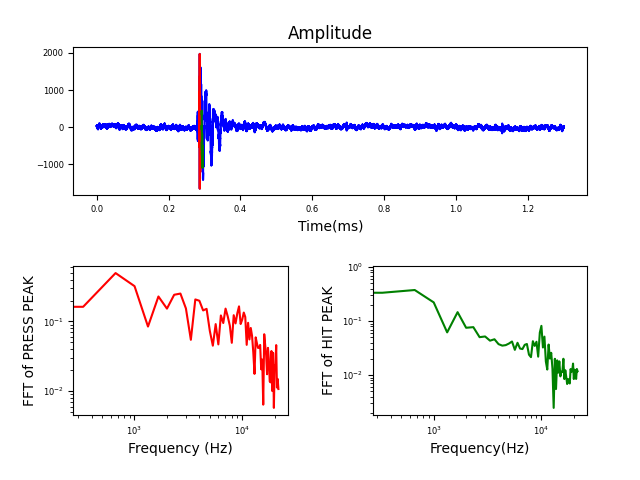 Amplitude
2000
1000
0
−1000
0.0 0.2 0.4 0.6 0.8 1.0 1.2
Time(ms)
FFT of PRESS PEAK
10⁻¹
10⁻²
10³ 10⁴
Frequency (Hz)
FFT of HIT PEAK
10⁰
10⁻¹
10⁻²
10³ 10⁴
Frequency(Hz)